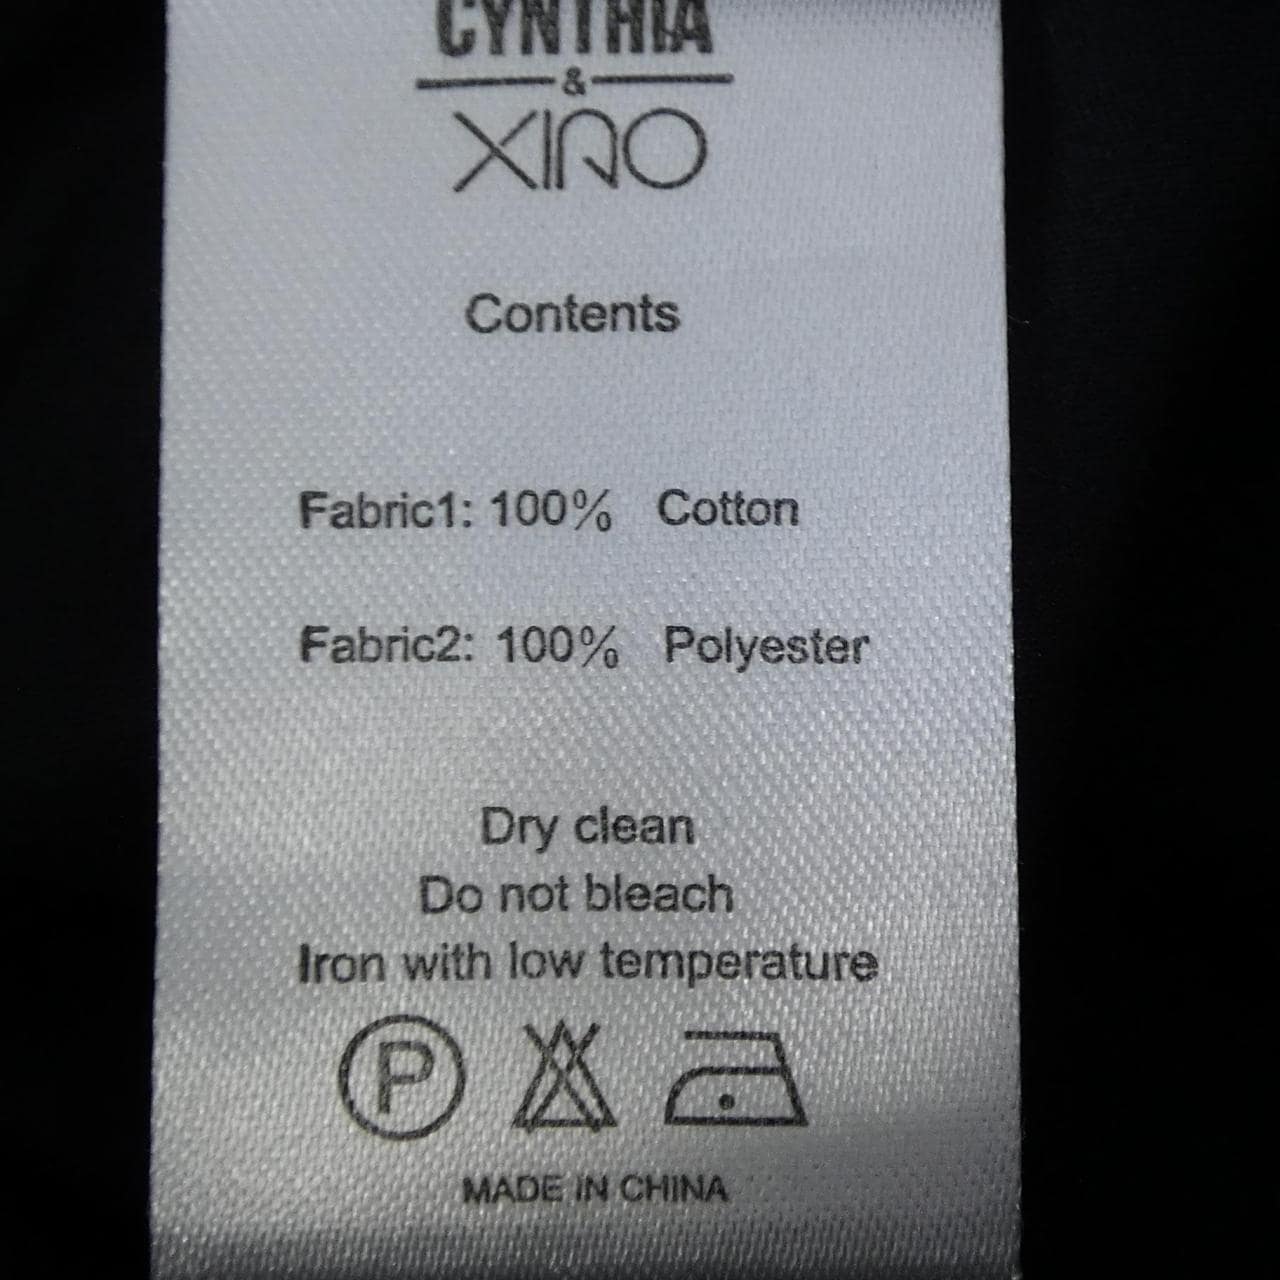 CYNTHIA
&
XIAO
Contents
Fabric1: 100% Cotton
Fabric2: 100% Polyester
Dry clean
Do not bleach
Iron with low temperature
P
MADE IN CHINA